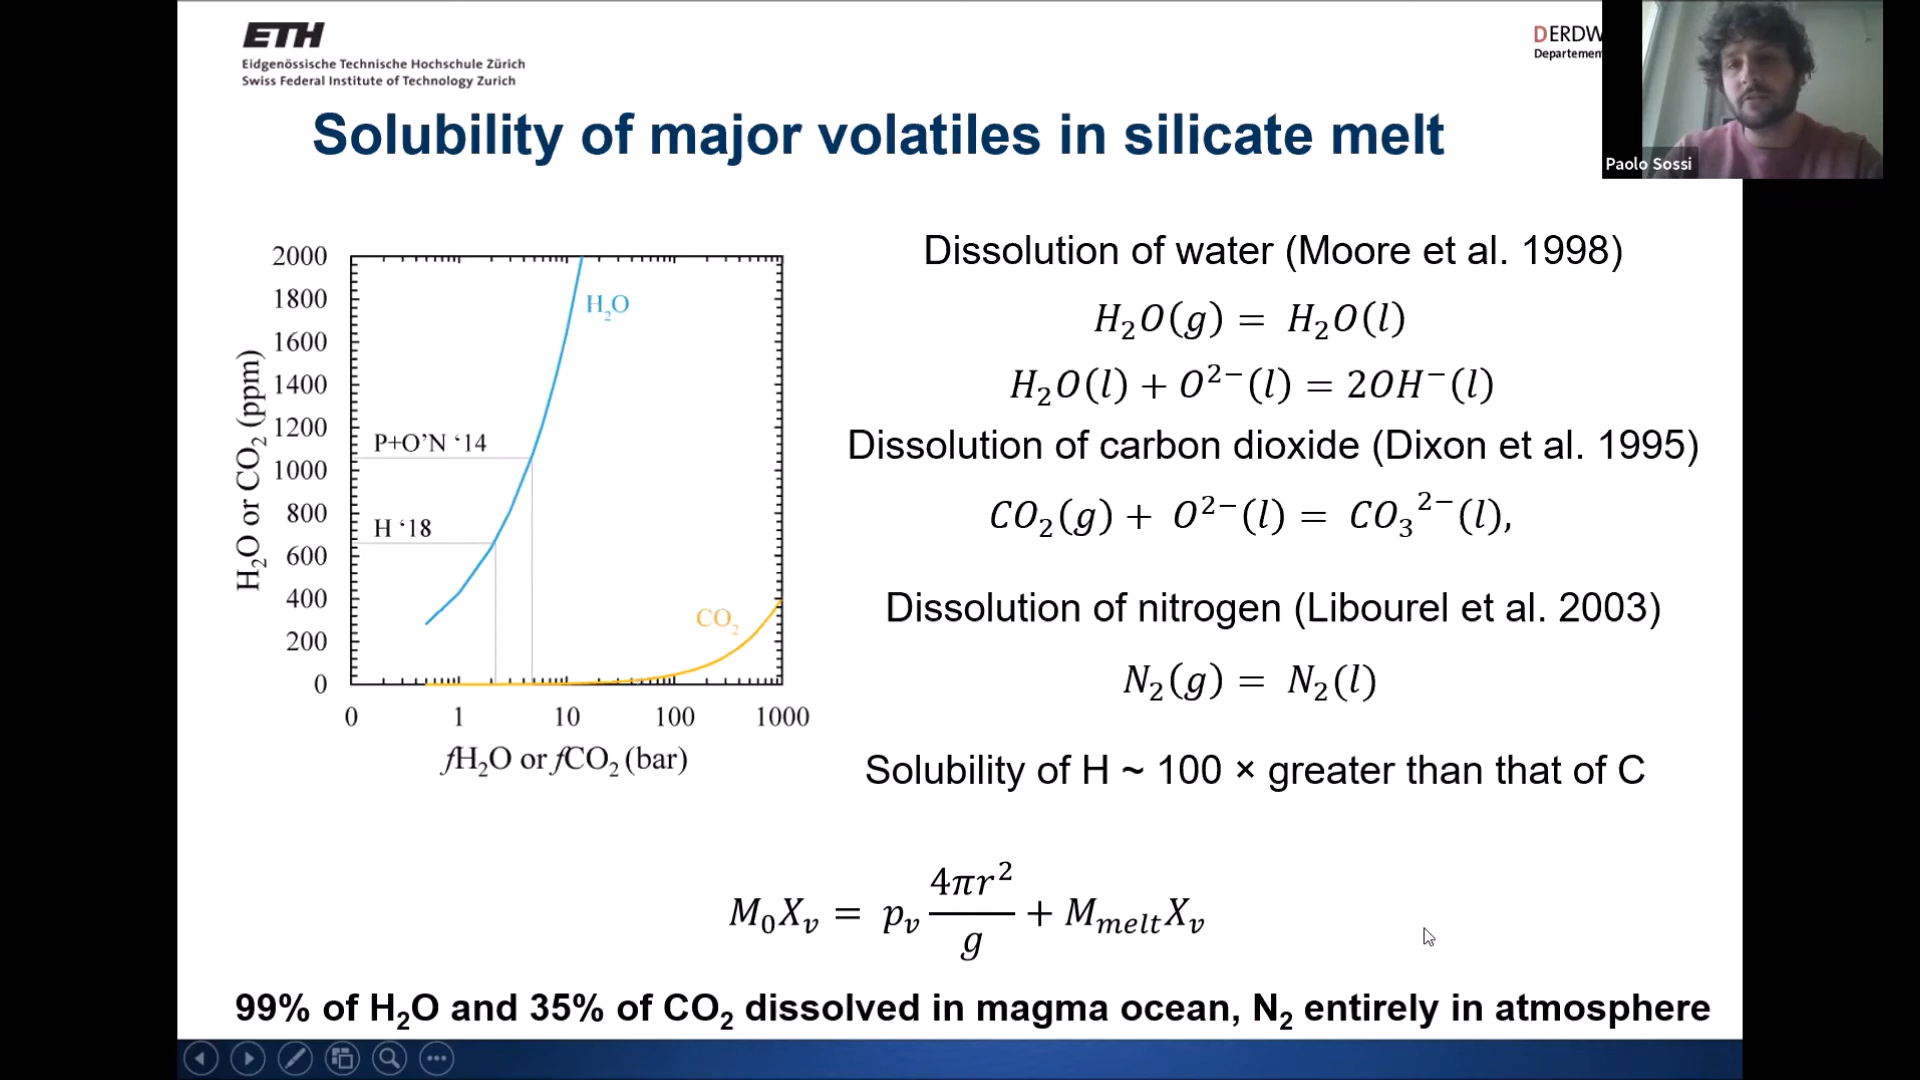 ETH
Eidgenössische Technische Hochschule Zürich
Swiss Federal Institute of Technology Zurich
DERDW
Departemen
Paolo Sossi
Solubility of major volatiles in silicate melt
2000
1800
1600
1400
1200
1000
800
600
400
200
0
H₂O or CO₂ (ppm)
H₂O
P+O’N ‘14
H ‘18
CO₂
0 1 10 100 1000
fH₂O or fCO₂ (bar)
Dissolution of water (Moore et al. 1998)
H₂O(g) = H₂O(l)
H₂O(l) + O²⁻(l) = 2OH⁻(l)
Dissolution of carbon dioxide (Dixon et al. 1995)
CO₂(g) + O²⁻(l) = CO₃²⁻(l),
Dissolution of nitrogen (Libourel et al. 2003)
N₂(g) = N₂(l)
Solubility of H ~ 100 × greater than that of C
M₀Xᵥ = pᵥ 4πr²/g + MₘₑₗₜXᵥ
99% of H₂O and 35% of CO₂ dissolved in magma ocean, N₂ entirely in atmosphere